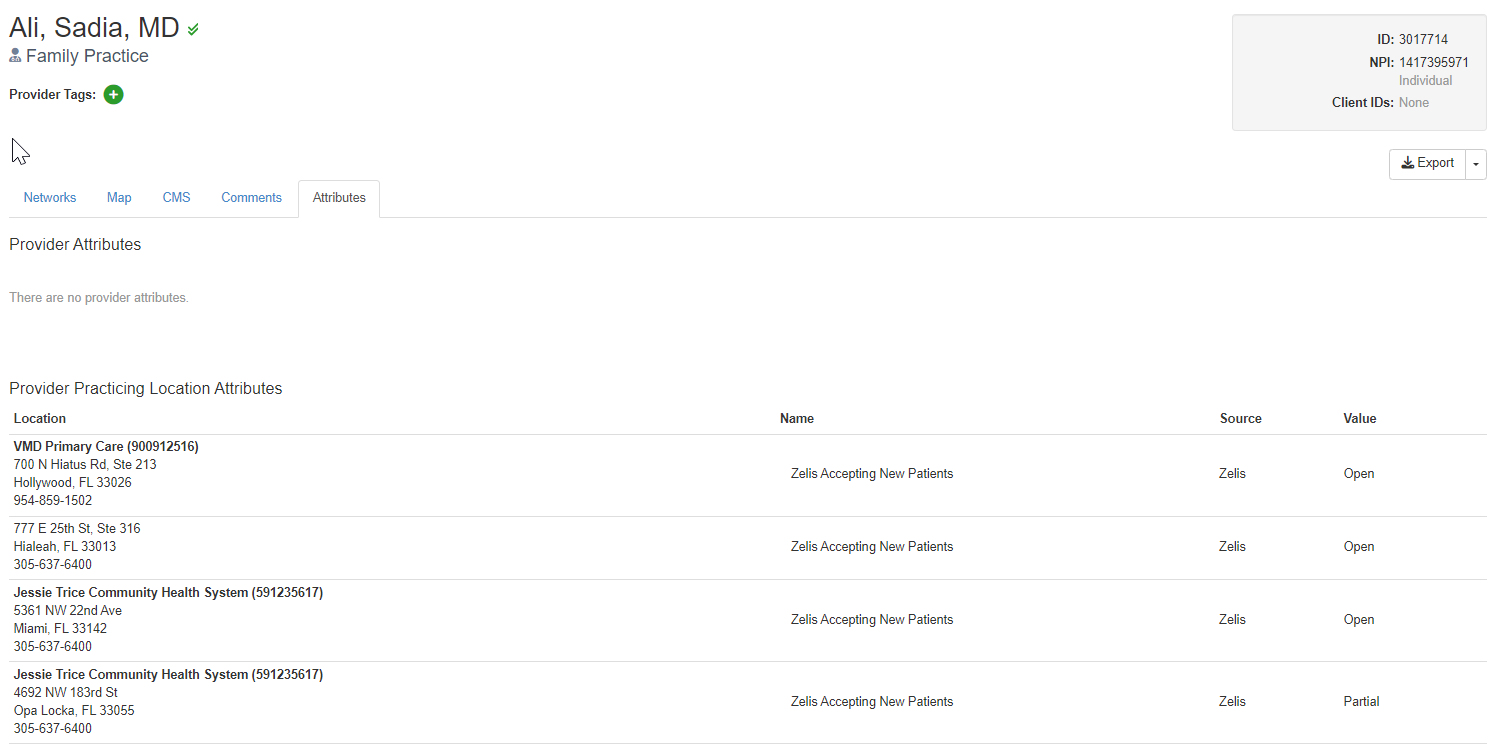 Ali, Sadia, MD
Family Practice
Provider Tags:
ID: 3017714
NPI: 1417395971
Individual
Client IDs: None
Export
Networks Map CMS Comments Attributes
Provider Attributes
There are no provider attributes.
Provider Practicing Location Attributes
Location Name Source Value
VMD Primary Care (900912516)
700 N Hiatus Rd, Ste 213
Hollywood, FL 33026
954-859-1502
Zelis Accepting New Patients Zelis Open
777 E 25th St, Ste 316
Hialeah, FL 33013
305-637-6400
Zelis Accepting New Patients Zelis Open
Jessie Trice Community Health System (591235617)
5361 NW 22nd Ave
Miami, FL 33142
305-637-6400
Zelis Accepting New Patients Zelis Open
Jessie Trice Community Health System (591235617)
4692 NW 183rd St
Opa Locka, FL 33055
305-637-6400
Zelis Accepting New Patients Zelis Partial